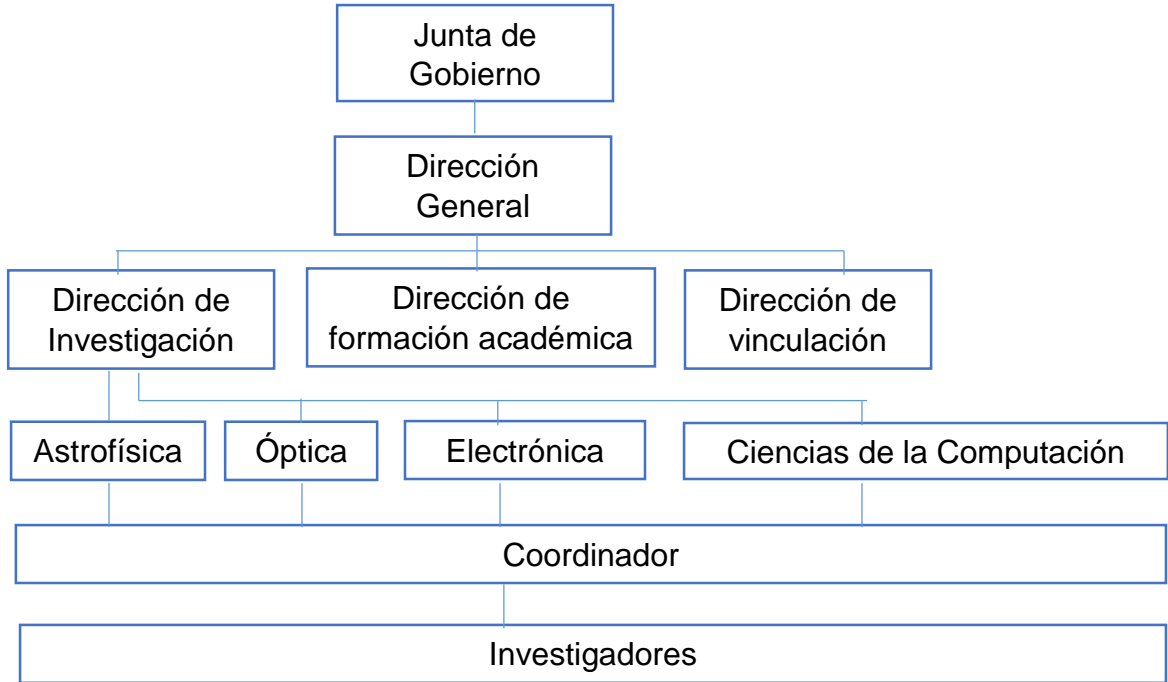 Junta de
Gobierno
Dirección
General
Dirección de
Investigación
Dirección de
formación académica
Dirección de
vinculación
Astrofísica
Óptica
Electrónica
Ciencias de la Computación
Coordinador
Investigadores